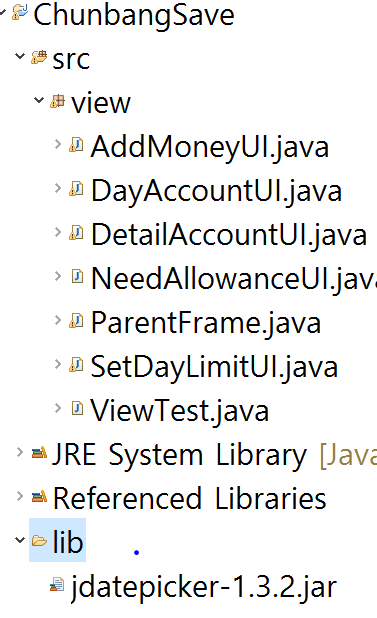 ChunbangSave
src
view
AddMoneyUI.java
DayAccountUI.java
DetailAccountUI.java
NeedAllowanceUI.java
ParentFrame.java
SetDayLimitUI.java
ViewTest.java
JRE System Library [Java
Referenced Libraries
lib
jdatepicker-1.3.2.jar